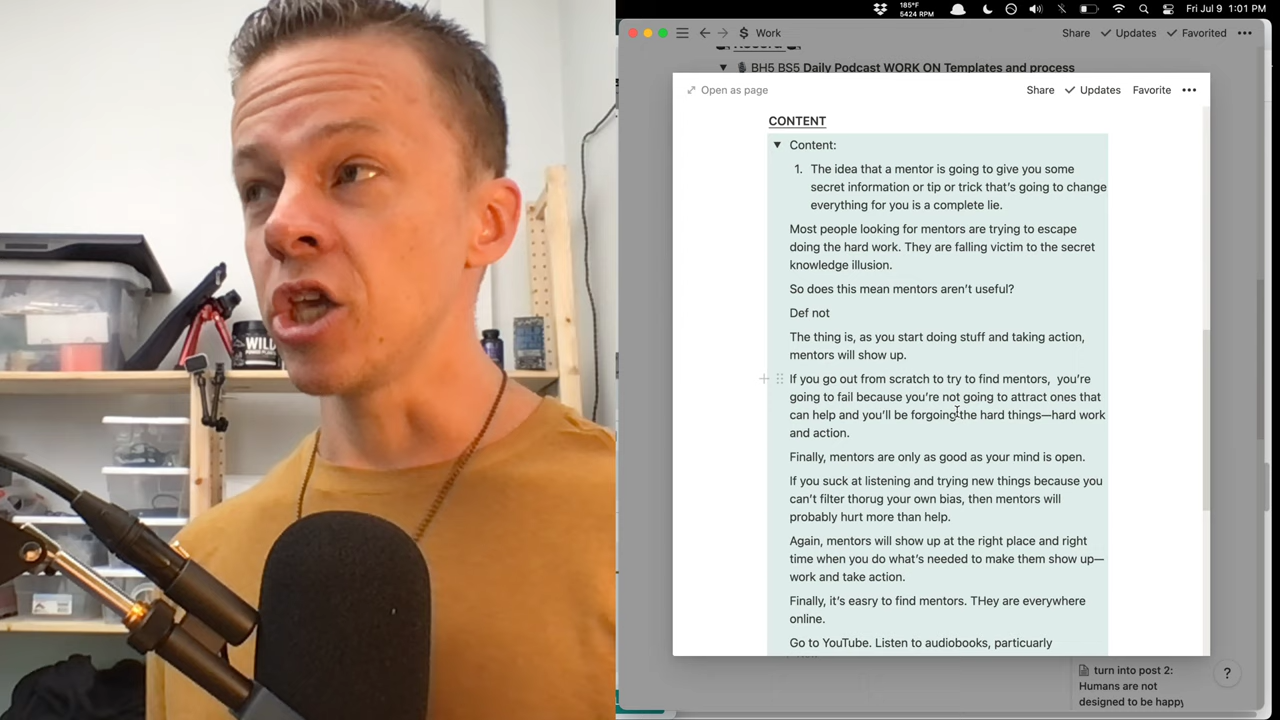 185°F
5424 RPM
Fri Jul 9 1:01 PM
$ Work
Share
Updates
Favorited
BH5 BS5 Daily Podcast WORK ON Templates and process
Open as page
Share
Updates
Favorite
CONTENT
Content:
1. The idea that a mentor is going to give you some
secret information or tip or trick that’s going to change
everything for you is a complete lie.
Most people looking for mentors are trying to escape
doing the hard work. They are falling victim to the secret
knowledge illusion.
So does this mean mentors aren’t useful?
Def not
The thing is, as you start doing stuff and taking action,
mentors will show up.
If you go out from scratch to try to find mentors,  you’re
going to fail because you’re not going to attract ones that
can help and you’ll be forgoing the hard things—hard work
and action.
Finally, mentors are only as good as your mind is open.
If you suck at listening and trying new things because you
can’t filter thorug your own bias, then mentors will
probably hurt more than help.
Again, mentors will show up at the right place and right
time when you do what’s needed to make them show up—
work and take action.
Finally, it’s easry to find mentors. THey are everywhere
online.
Go to YouTube. Listen to audiobooks, particuarly
turn into post 2:
Humans are not
designed to be happy
?
WILD